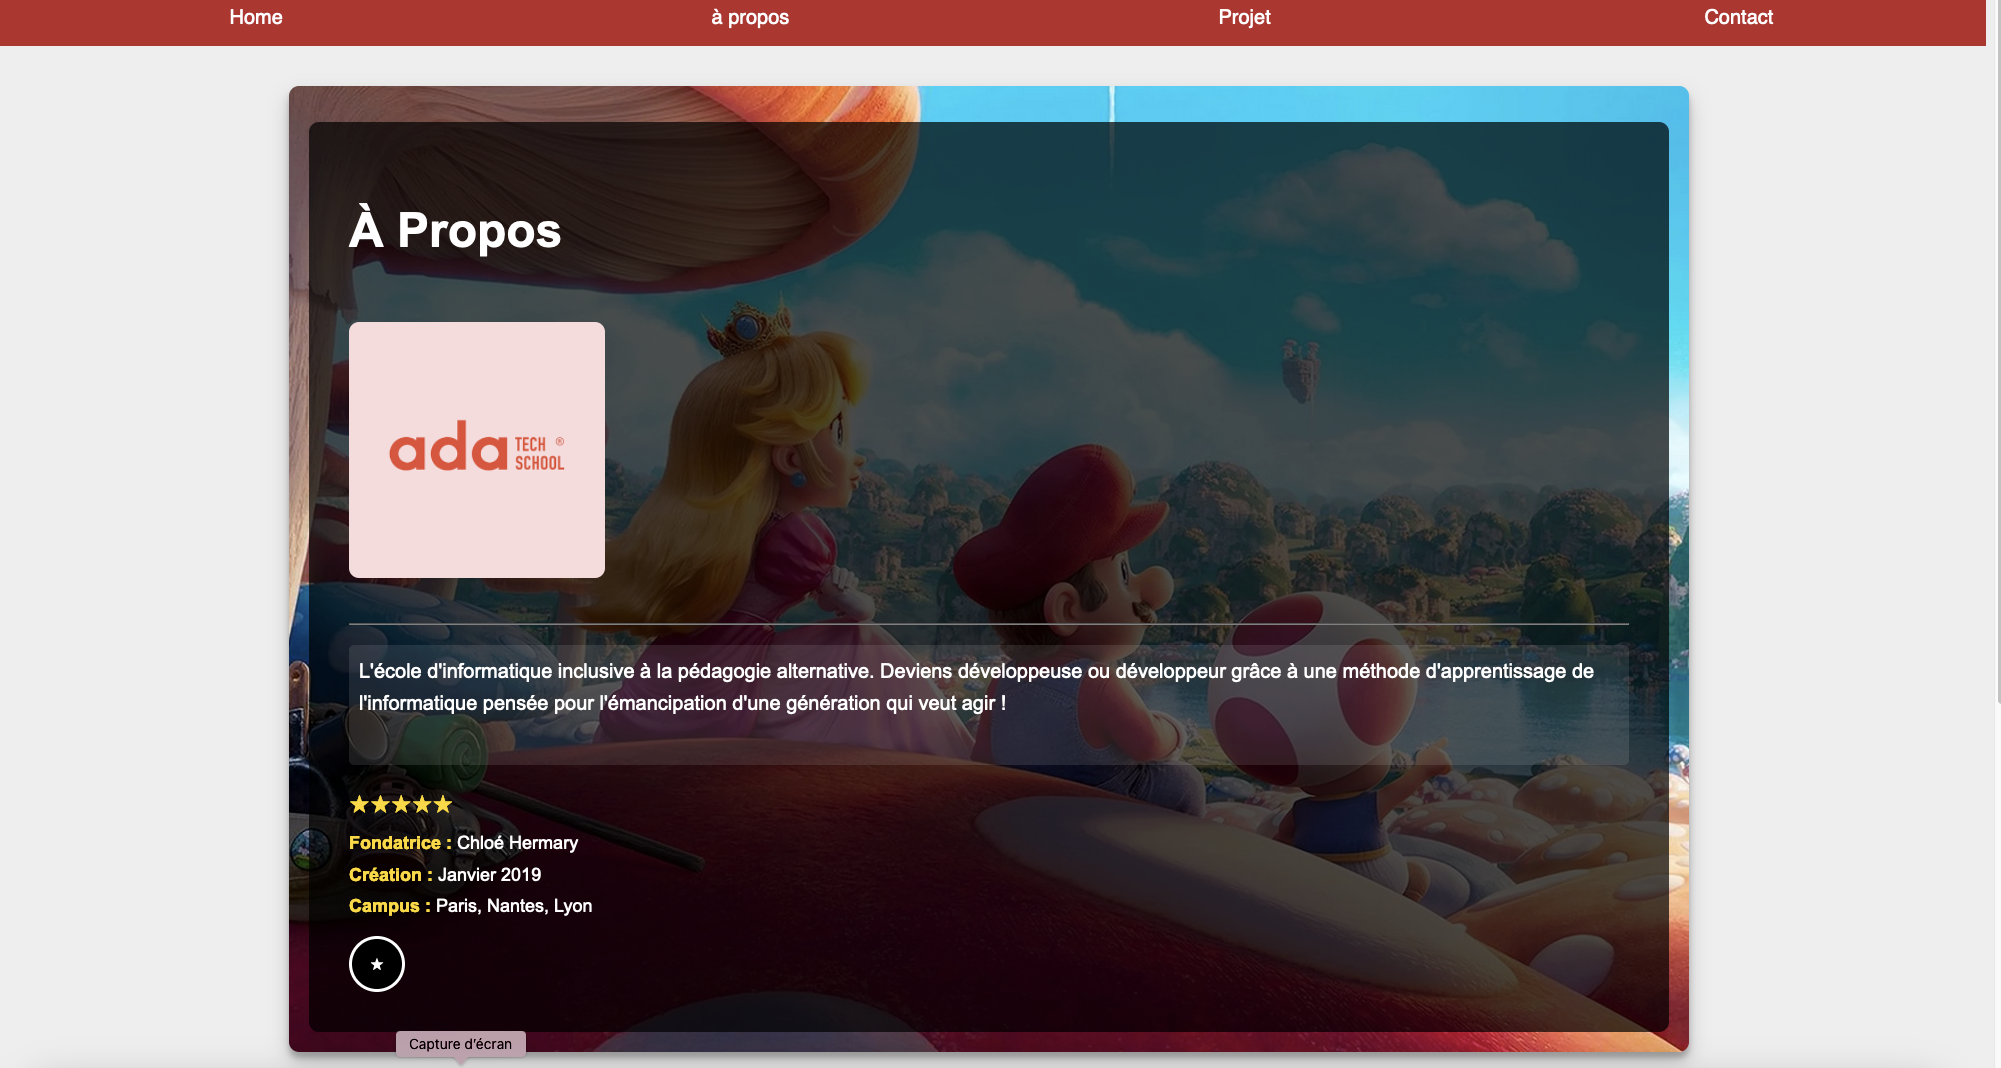 Home à propos Projet Contact
À Propos
ada TECH ®
SCHOOL
L'école d'informatique inclusive à la pédagogie alternative. Deviens développeuse ou développeur grâce à une méthode d'apprentissage de
l'informatique pensée pour l'émancipation d'une génération qui veut agir !
★★★★★
Fondatrice : Chloé Hermary
Création : Janvier 2019
Campus : Paris, Nantes, Lyon
★
Capture d'écran